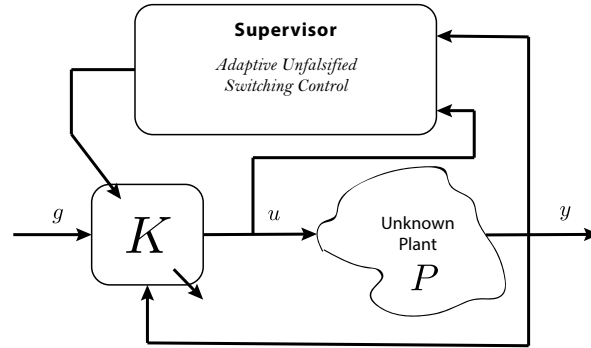 Supervisor
Adaptive Unfalsified
Switching Control
g
K
u
Unknown
Plant
P
y